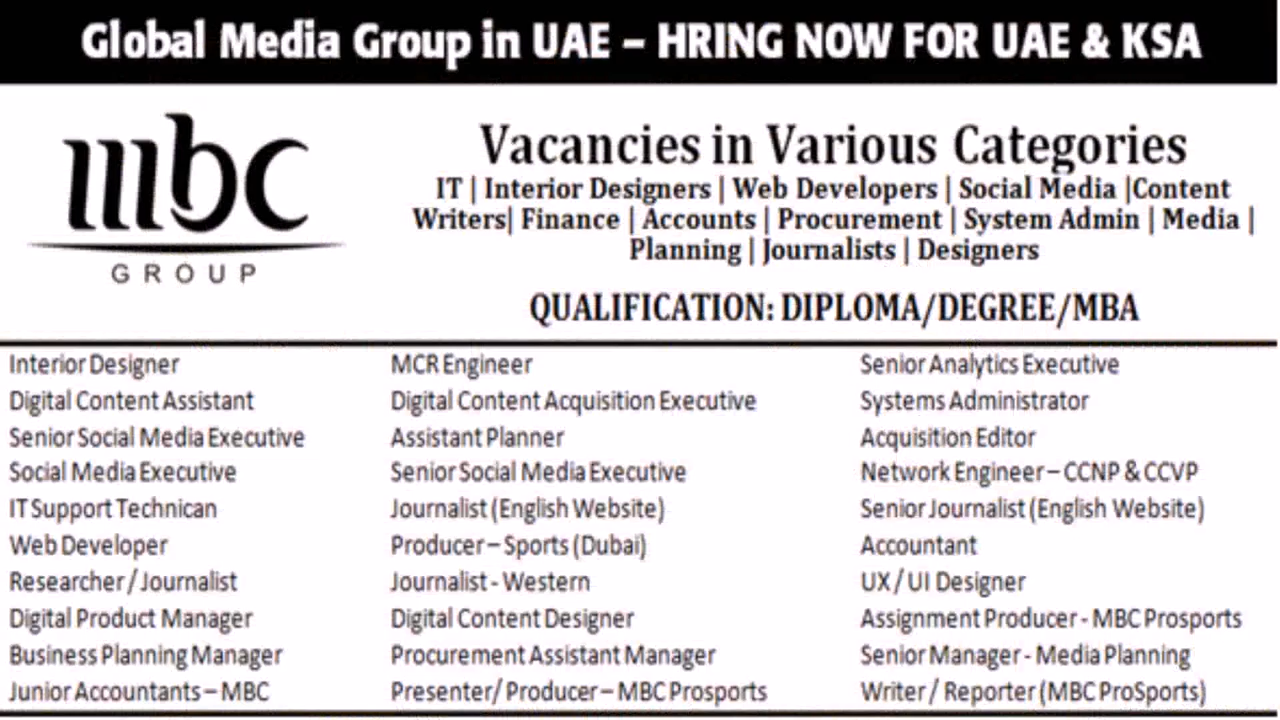 Global Media Group in UAE – HRING NOW FOR UAE & KSA
mbc
GROUP
Vacancies in Various Categories
IT | Interior Designers | Web Developers | Social Media |Content
Writers| Finance | Accounts | Procurement | System Admin | Media |
Planning | Journalists | Designers
QUALIFICATION: DIPLOMA/DEGREE/MBA
Interior Designer
Digital Content Assistant
Senior Social Media Executive
Social Media Executive
IT Support Technican
Web Developer
Researcher / Journalist
Digital Product Manager
Business Planning Manager
Junior Accountants – MBC
MCR Engineer
Digital Content Acquisition Executive
Assistant Planner
Senior Social Media Executive
Journalist (English Website)
Producer – Sports (Dubai)
Journalist - Western
Digital Content Designer
Procurement Assistant Manager
Presenter/ Producer – MBC Prosports
Senior Analytics Executive
Systems Administrator
Acquisition Editor
Network Engineer – CCNP & CCVP
Senior Journalist (English Website)
Accountant
UX / UI Designer
Assignment Producer - MBC Prosports
Senior Manager - Media Planning
Writer / Reporter (MBC ProSports)